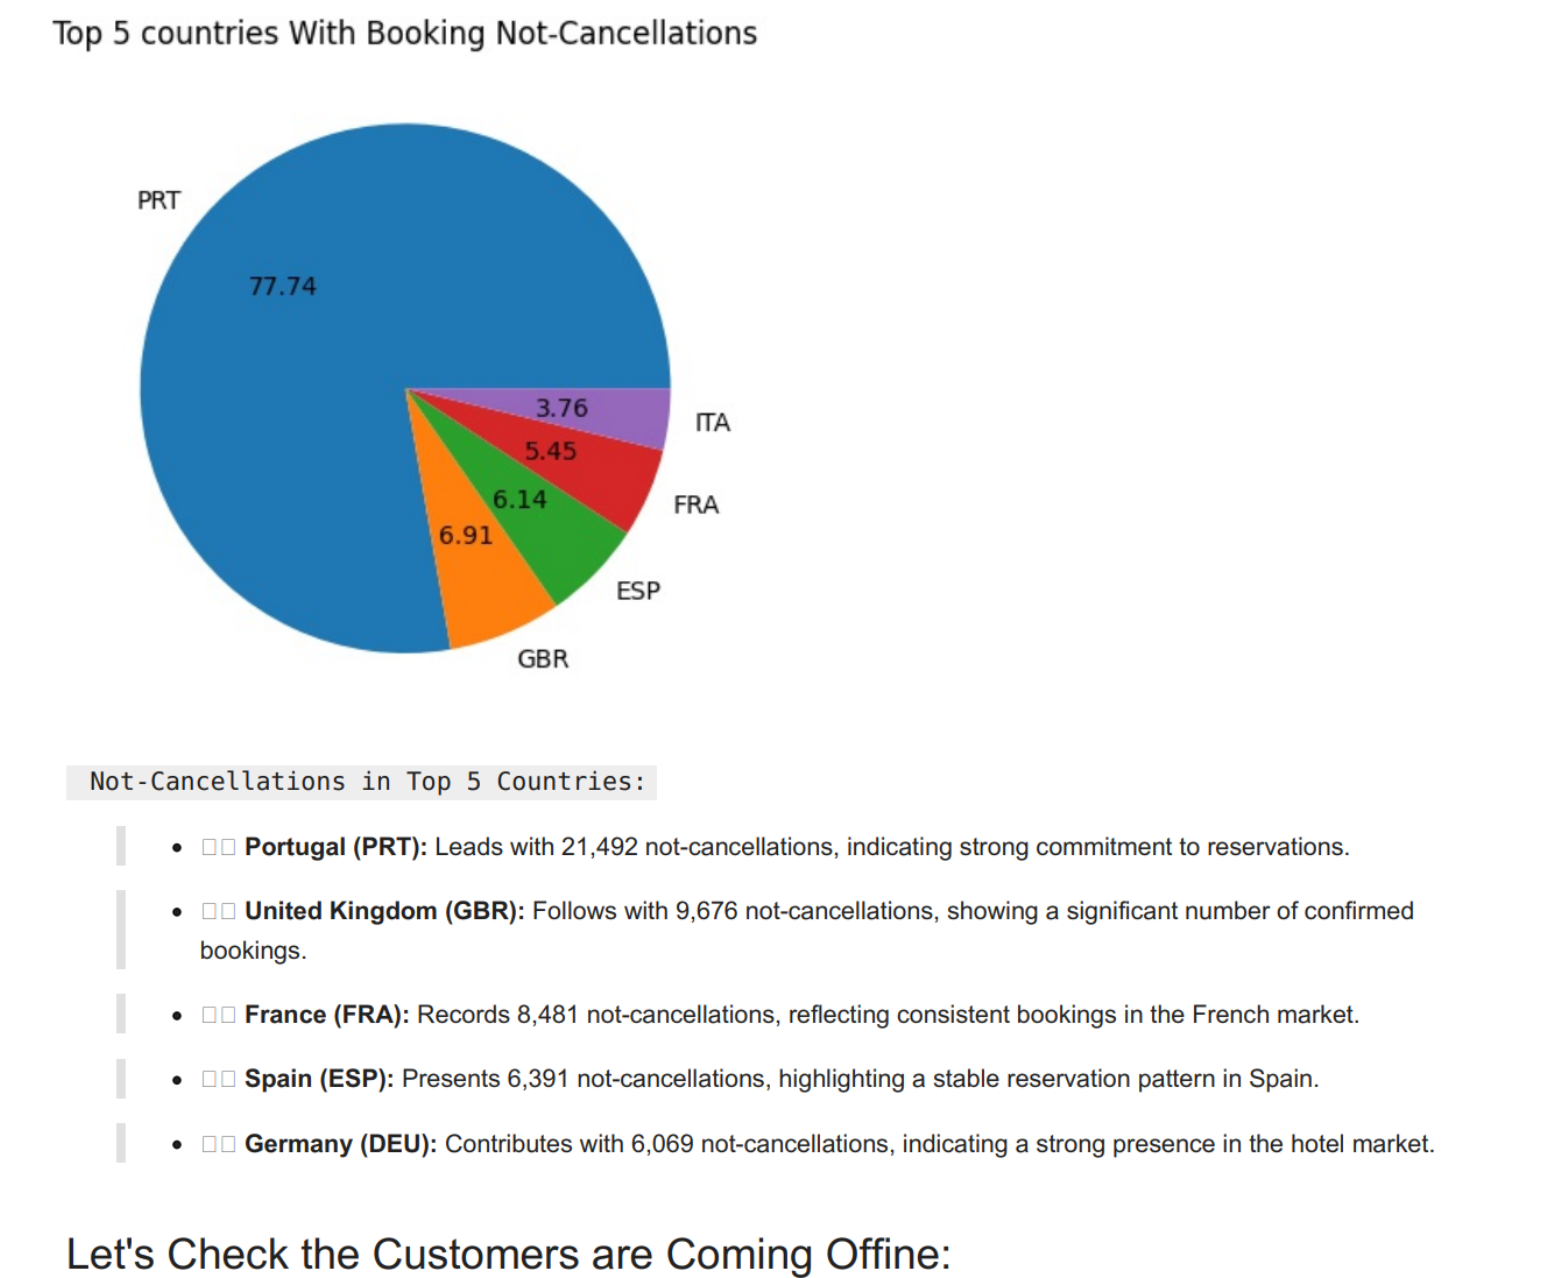 Top 5 countries With Booking Not-Cancellations
PRT
77.74
3.76
ITA
5.45
FRA
6.14
ESP
6.91
GBR
Not-Cancellations in Top 5 Countries:
• □□ Portugal (PRT): Leads with 21,492 not-cancellations, indicating strong commitment to reservations.
• □□ United Kingdom (GBR): Follows with 9,676 not-cancellations, showing a significant number of confirmed
bookings.
• □□ France (FRA): Records 8,481 not-cancellations, reflecting consistent bookings in the French market.
• □□ Spain (ESP): Presents 6,391 not-cancellations, highlighting a stable reservation pattern in Spain.
• □□ Germany (DEU): Contributes with 6,069 not-cancellations, indicating a strong presence in the hotel market.
Let's Check the Customers are Coming Offine: